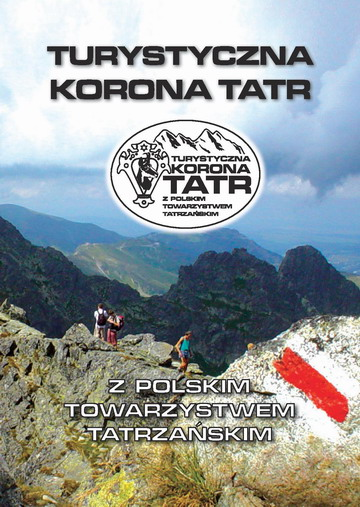 TURYSTYCZNA
KORONA TATR
TURYSTYCZNA
KORONA
TATR
Z POLSKIM
TOWARZYSTWEM
TATRZAŃSKIM
Z POLSKIM
TOWARZYSTWEM
TATRZAŃSKIM